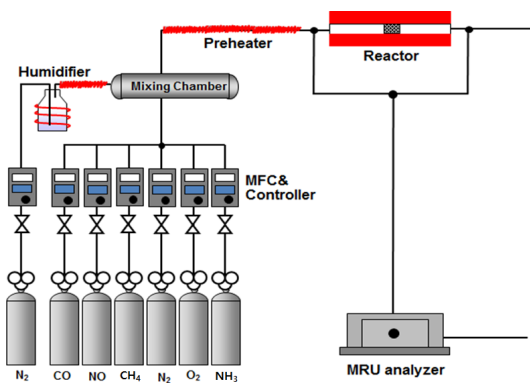 Preheater
Reactor
Humidifier
Mixing Chamber
MFC&
Controller
N₂ CO NO CH₄ N₂ O₂ NH₃
MRU analyzer